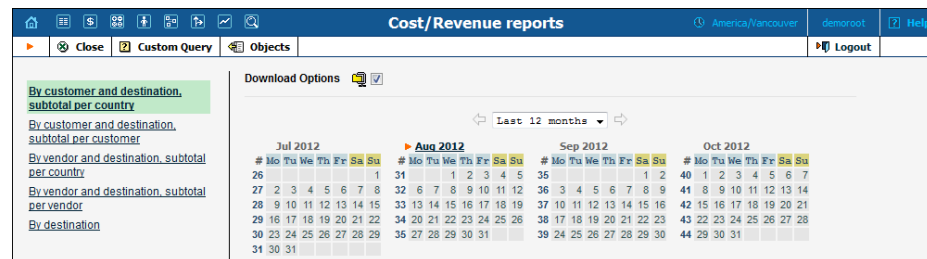 Cost/Revenue reports America/Vancouver demoroot Help
Close Custom Query Objects Logout
By customer and destination,
subtotal per country
By customer and destination,
subtotal per customer
By vendor and destination, subtotal
per country
By vendor and destination, subtotal
per vendor
By destination
Download Options
Last 12 months
Jul 2012 Aug 2012 Sep 2012 Oct 2012
# Mo Tu We Th Fr Sa Su # Mo Tu We Th Fr Sa Su # Mo Tu We Th Fr Sa Su # Mo Tu We Th Fr Sa Su
26 1 31 1 2 3 4 5 35 1 2 40 1 2 3 4 5 6 7
27 2 3 4 5 6 7 8 32 6 7 8 9 10 11 12 36 3 4 5 6 7 8 9 41 8 9 10 11 12 13 14
28 9 10 11 12 13 14 15 33 13 14 15 16 17 18 19 37 10 11 12 13 14 15 16 42 15 16 17 18 19 20 21
29 16 17 18 19 20 21 22 34 20 21 22 23 24 25 26 38 17 18 19 20 21 22 23 43 22 23 24 25 26 27 28
30 23 24 25 26 27 28 29 35 27 28 29 30 31 39 24 25 26 27 28 29 30 44 29 30 31
31 30 31